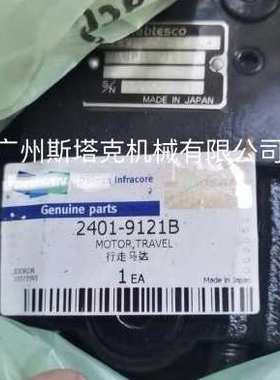 Nabtesco
S/N
MADE IN JAPAN
广州斯塔克机械有限公司
Infracore
Genuine parts
2401-9121B
MOTOR,TRAVEL
行走马达
1 EA
Made in Japan